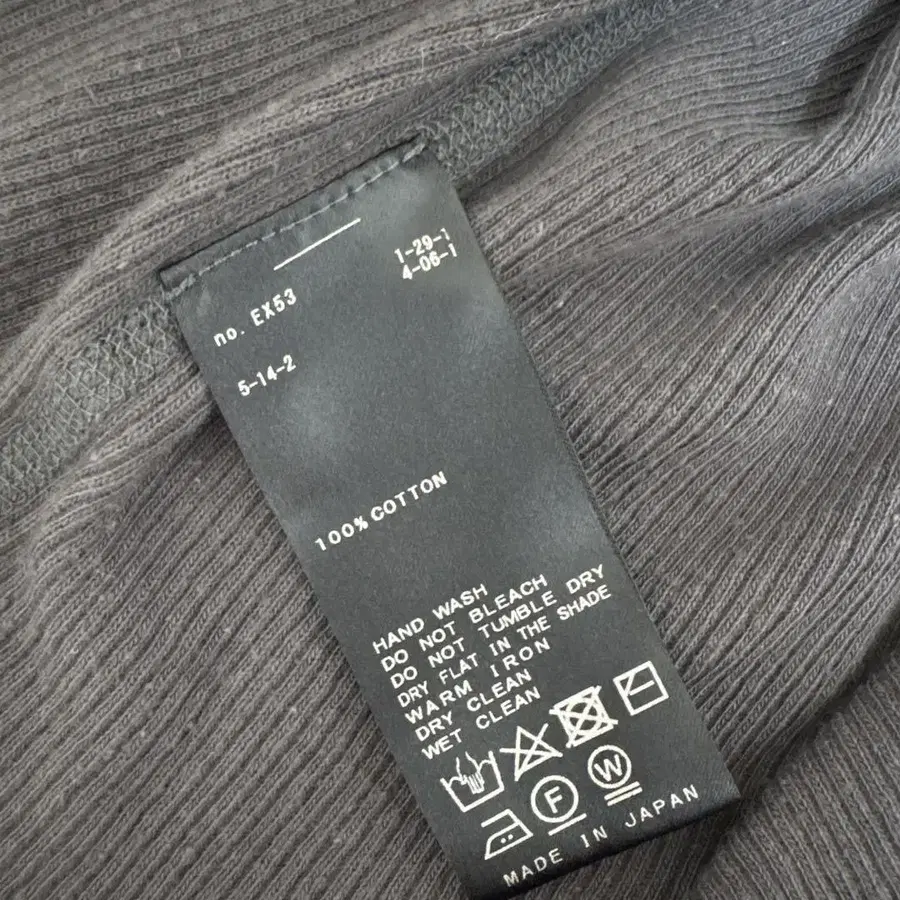 1-29-1
4-06-1
no. EX53
5-14-2
100% COTTON
HAND WASH
DO NOT BLEACH
DO NOT TUMBLE DRY
DRY FLAT IN THE SHADE
WARM IRON
DRY CLEAN
WET CLEAN
F
W
MADE IN JAPAN